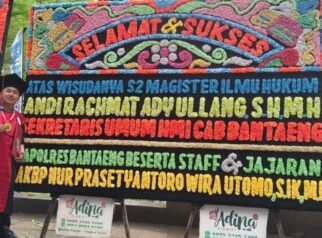 SELAMAT & SUKSES
ATAS WISUDANYA S2 MAGISTER ILMU HUKUM
ANDI RACHMAT ADY ULLANG S.H M.H
SEKRETARIS UMUM HMI CAB BANTAENG
KAPOLRES BANTAENG BESERTA STAFF & JAJARAN
AKBP NUR PRASETYANTORO WIRA UTOMO, S.IK M
Adina
Adina